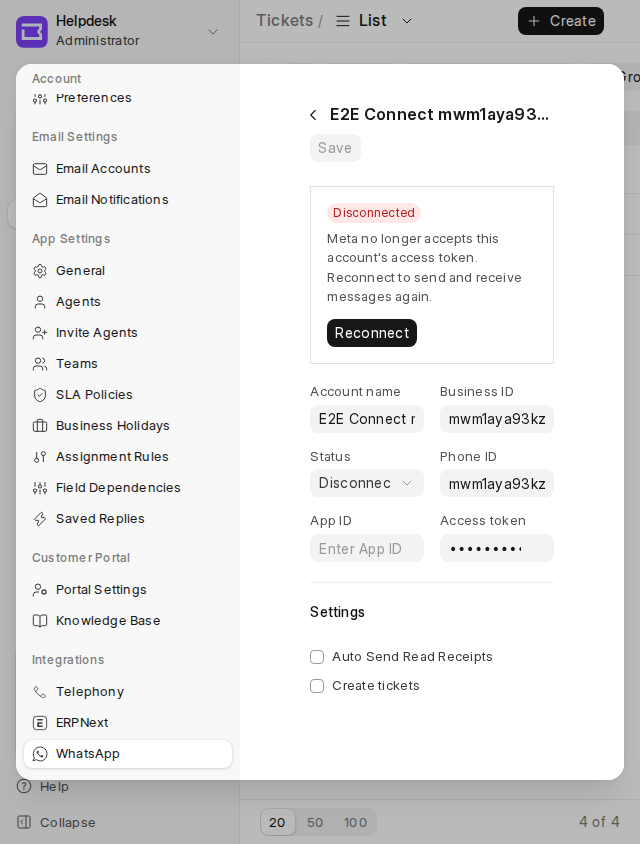 Helpdesk
Administrator
Tickets / List
Create
Account
Preferences
Email Settings
Email Accounts
Email Notifications
App Settings
General
Agents
Invite Agents
Teams
SLA Policies
Business Holidays
Assignment Rules
Field Dependencies
Saved Replies
Customer Portal
Portal Settings
Knowledge Base
Integrations
Telephony
ERPNext
WhatsApp
Help
Collapse
E2E Connect mwm1aya93...
Save
Disconnected
Meta no longer accepts this
account's access token.
Reconnect to send and receive
messages again.
Reconnect
Account name Business ID
E2E Connect mwm1aya93kz
Status Phone ID
Disconnec mwm1aya93kz
App ID Access token
Enter App ID •••••••••
Settings
Auto Send Read Receipts
Create tickets
20 50 100
4 of 4